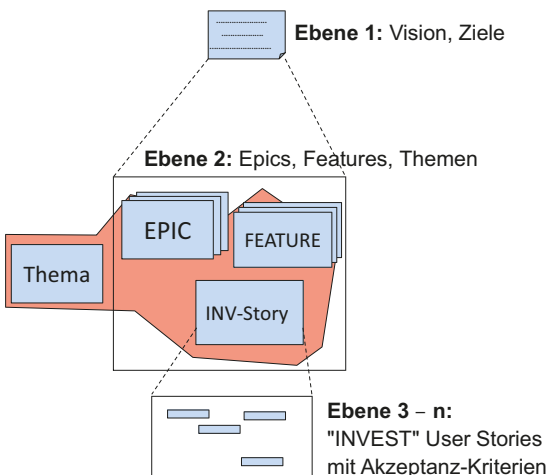 Ebene 1: Vision, Ziele
Ebene 2: Epics, Features, Themen
EPIC
FEATURE
Thema
INV-Story
Ebene 3 – n:
"INVEST" User Stories
mit Akzeptanz-Kriterien